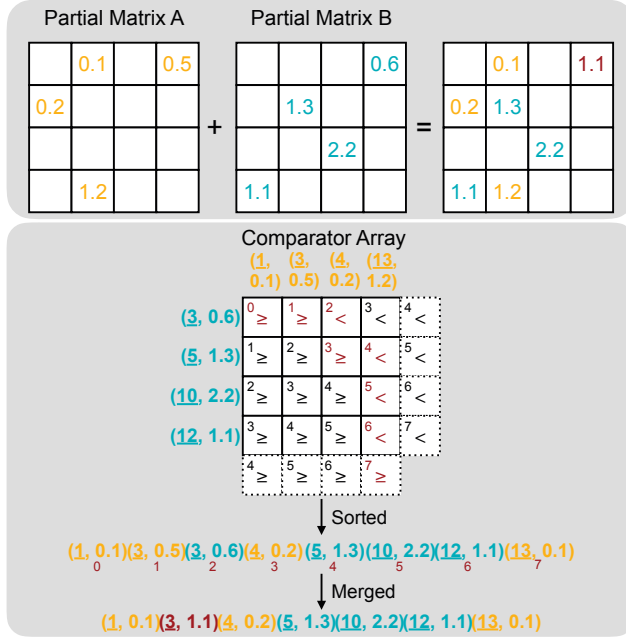 Partial Matrix A Partial Matrix B
0.1 0.5 0.6 0.1 1.1
0.2 + 1.3 = 0.2 1.3
2.2 2.2
1.2 1.1 1.1 1.2
Comparator Array
(1, (3, (4, (13,
0.1) 0.5) 0.2) 1.2)
(3, 0.6) 0 ≥ 1 ≥ 2 < 3 < 4 <
(5, 1.3) 1 ≥ 2 ≥ 3 ≥ 4 < 5 <
(10, 2.2) 2 ≥ 3 ≥ 4 ≥ 5 < 6 <
(12, 1.1) 3 ≥ 4 ≥ 5 ≥ 6 < 7 <
4 ≥ 5 ≥ 6 ≥ 7 ≥
Sorted
(1, 0.1)(3, 0.5)(3, 0.6)(4, 0.2)(5, 1.3)(10, 2.2)(12, 1.1)(13, 0.1)
0 1 2 3 4 5 6 7
Merged
(1, 0.1)(3, 1.1)(4, 0.2)(5, 1.3)(10, 2.2)(12, 1.1)(13, 0.1)